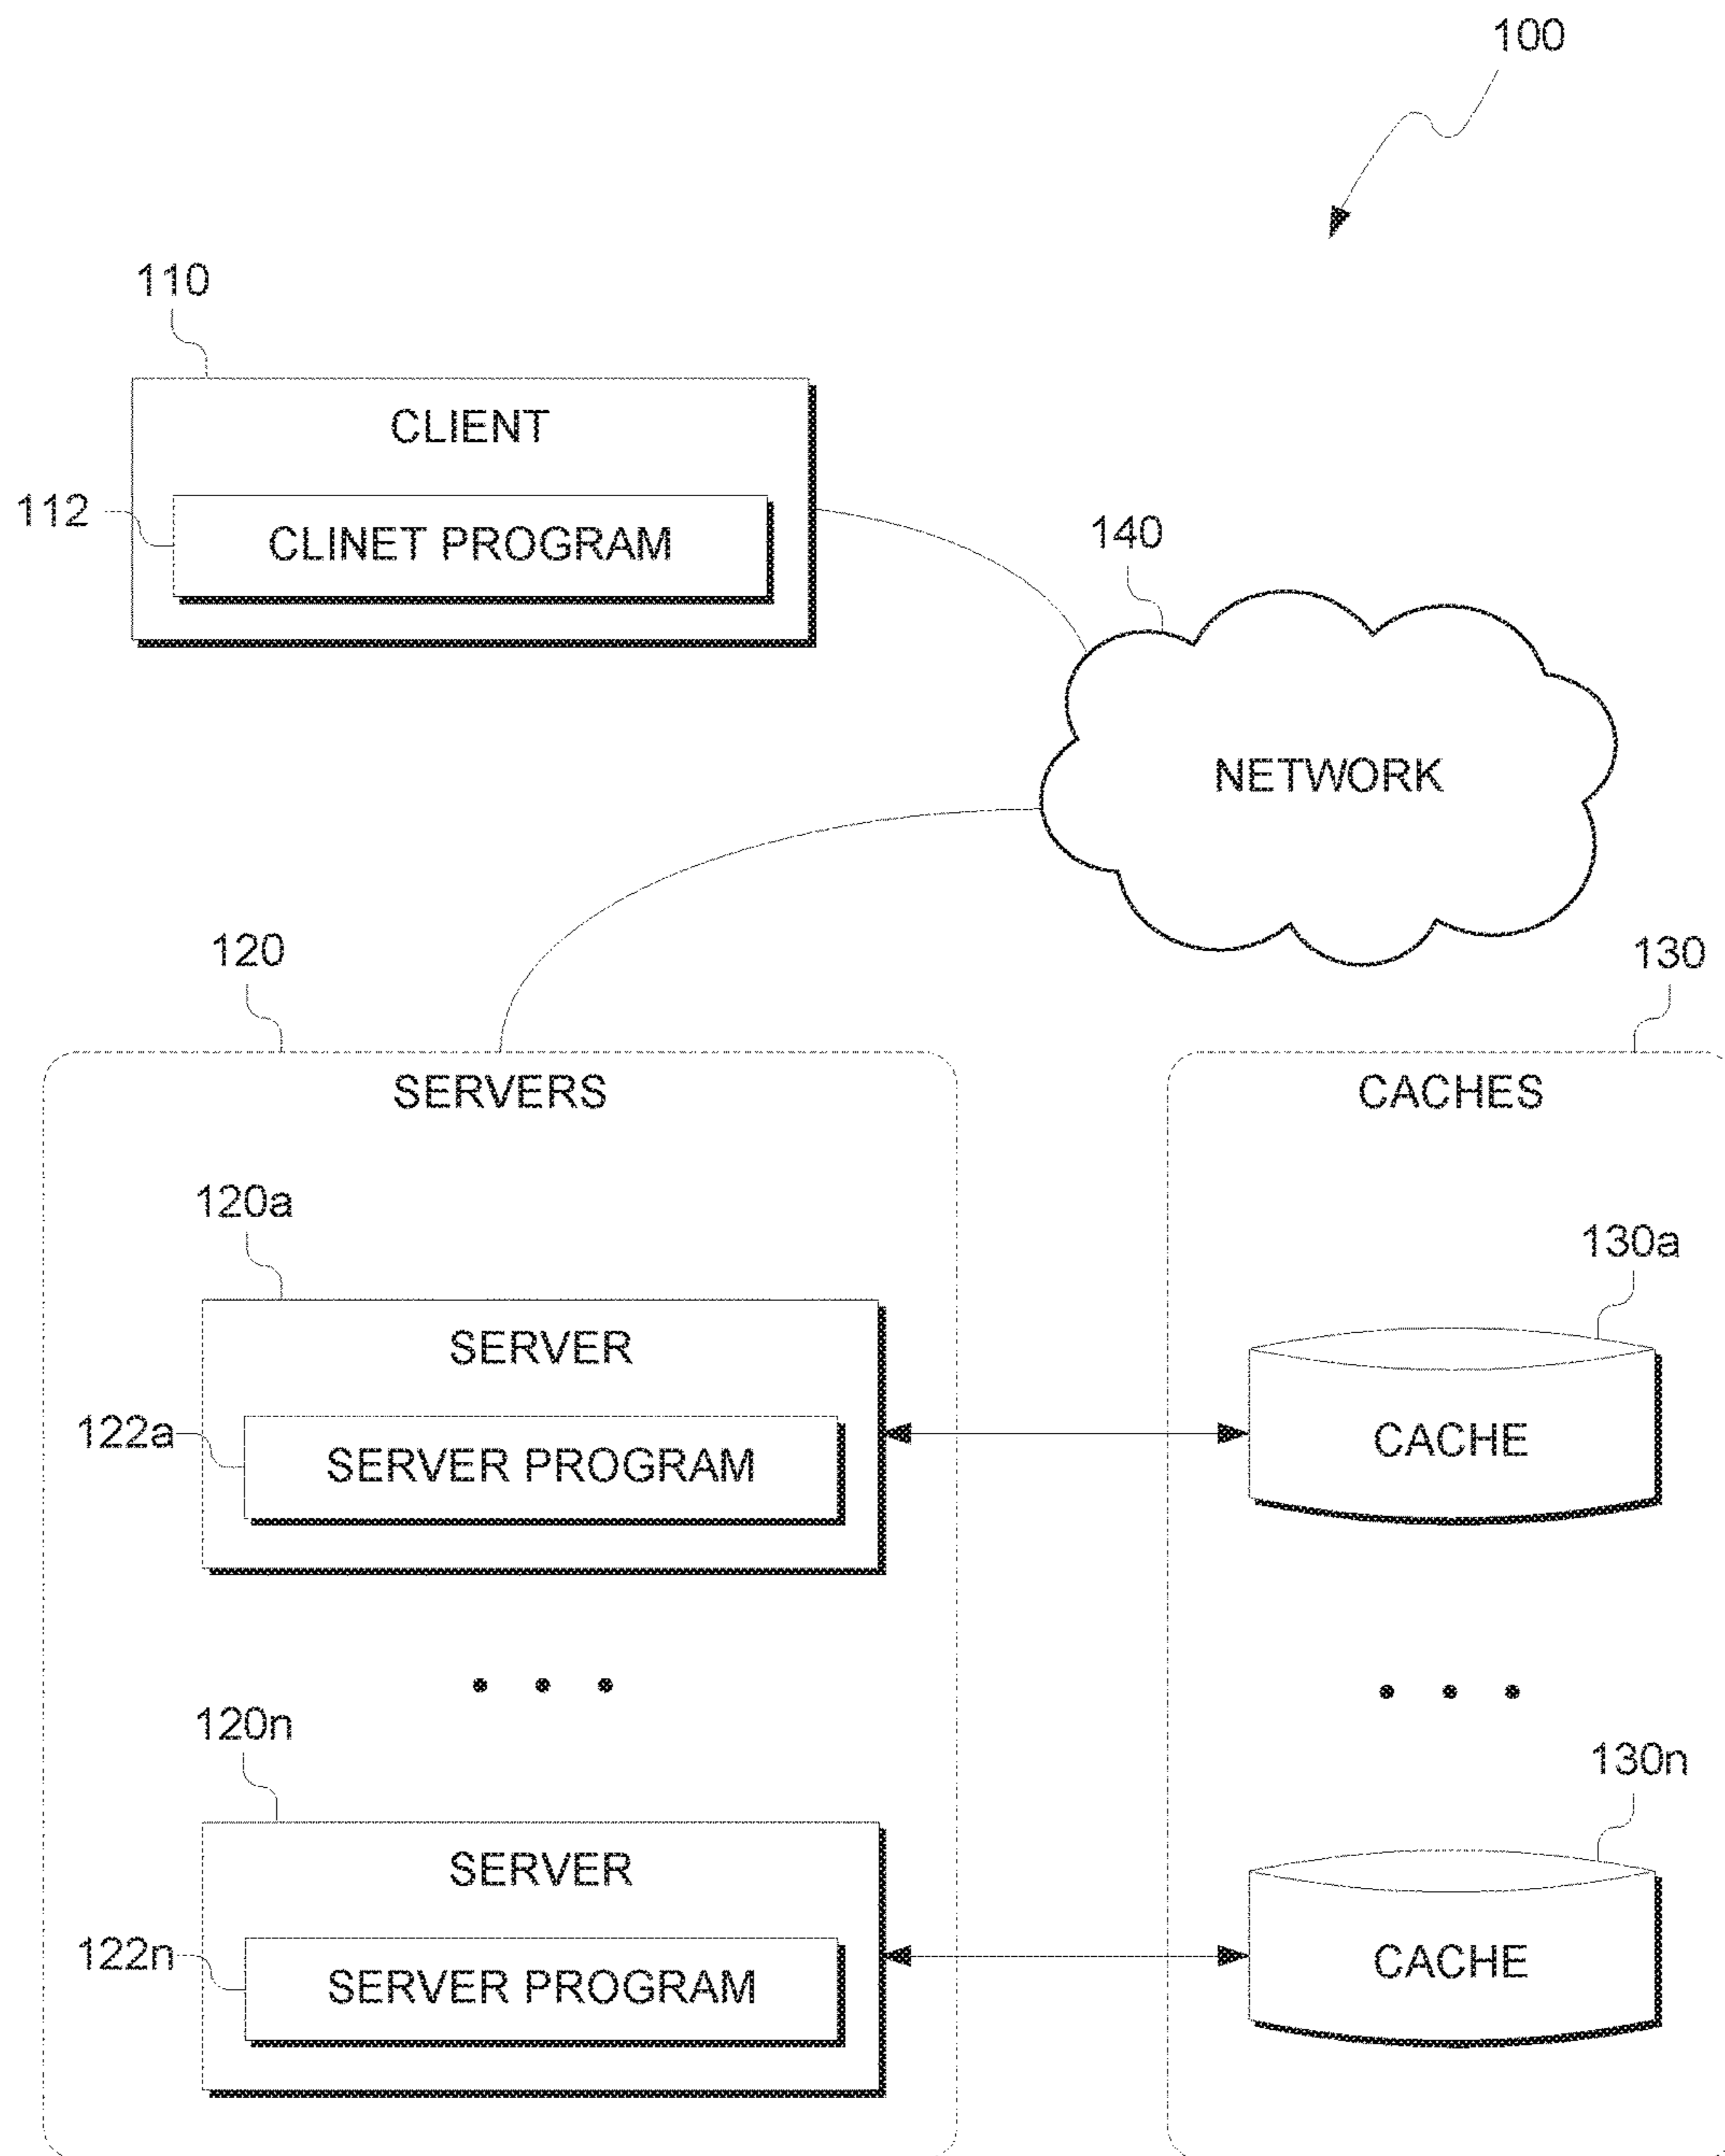 100
110
CLIENT
112
CLINET PROGRAM
140
NETWORK
120
130
SERVERS
CACHES
120a
130a
SERVER
122a
SERVER PROGRAM
CACHE
120n
130n
SERVER
122n
SERVER PROGRAM
CACHE